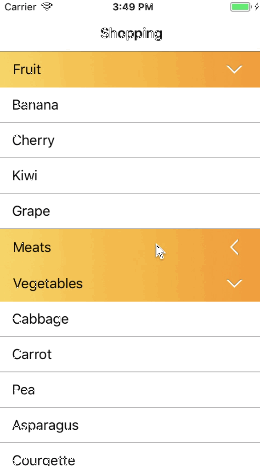 Carrier 3:49 PM
Shopping
Fruit
Banana
Cherry
Kiwi
Grape
Meats
Vegetables
Cabbage
Carrot
Pea
Asparagus
Courgette